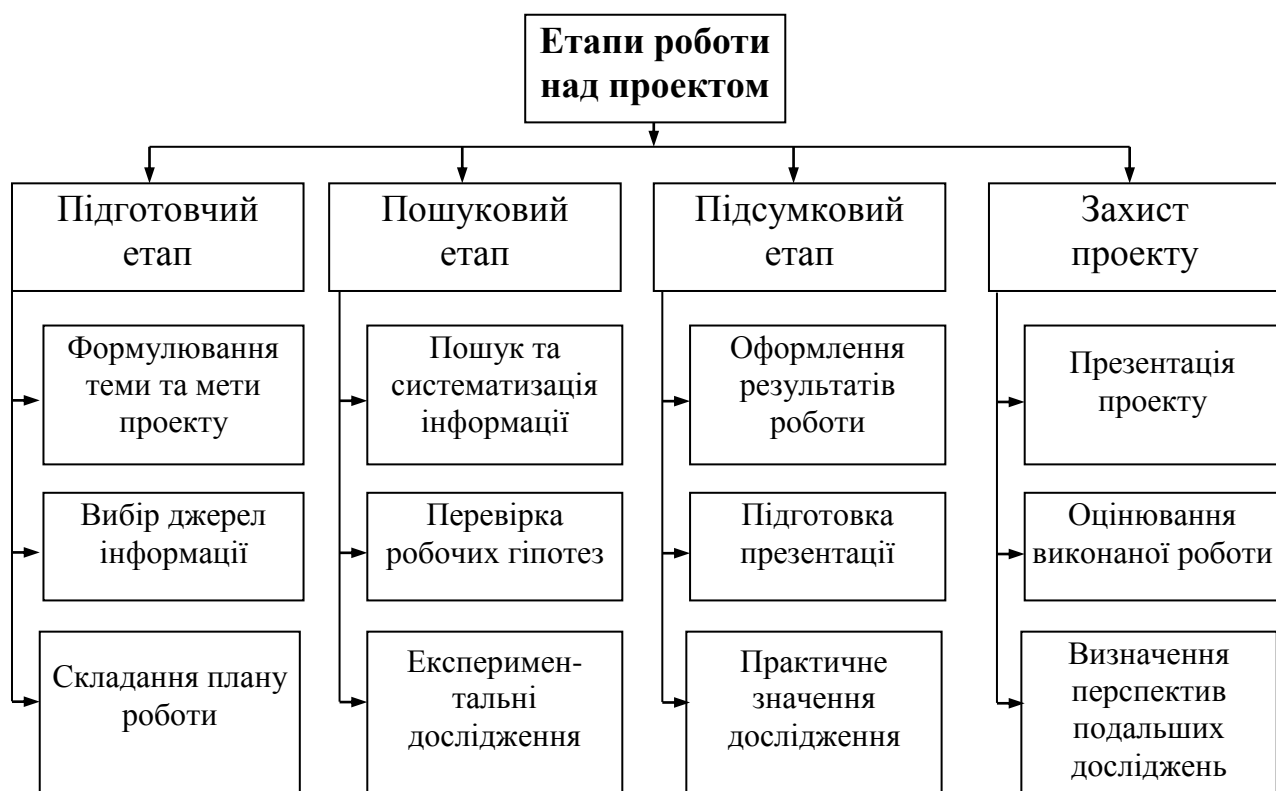 Етапи роботи
над проектом
Підготовчий
етап
Формулювання
теми та мети
проекту
Вибір джерел
інформації
Складання плану
роботи
Пошуковий
етап
Пошук та
систематизація
інформації
Перевірка
робочих гіпотез
Експеримен-
тальні
дослідження
Підсумковий
етап
Оформлення
результатів
роботи
Підготовка
презентації
Практичне
значення
дослідження
Захист
проекту
Презентація
проекту
Оцінювання
виконаної роботи
Визначення
перспектив
подальших
досліджень